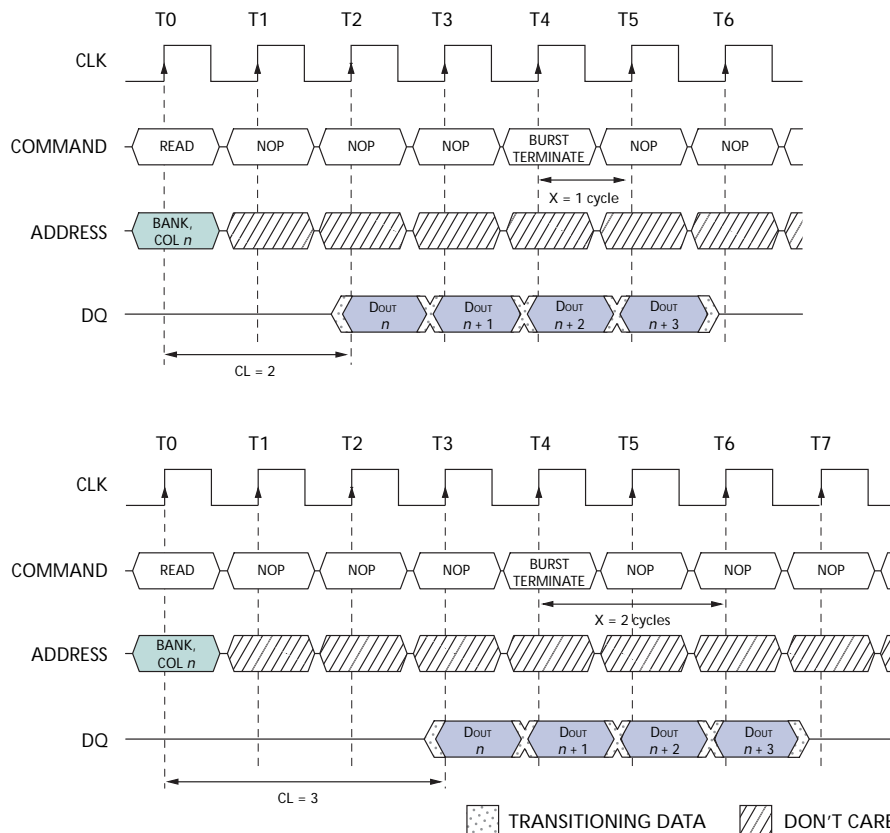 T0 T1 T2 T3 T4 T5 T6
CLK
COMMAND READ NOP NOP NOP BURST TERMINATE NOP NOP
X = 1 cycle
ADDRESS BANK, COL n
DQ DOUT n DOUT n + 1 DOUT n + 2 DOUT n + 3
CL = 2
T0 T1 T2 T3 T4 T5 T6 T7
CLK
COMMAND READ NOP NOP NOP BURST TERMINATE NOP NOP NOP
X = 2 cycles
ADDRESS BANK, COL n
DQ DOUT n DOUT n + 1 DOUT n + 2 DOUT n + 3
CL = 3
TRANSITIONING DATA DON'T CARE